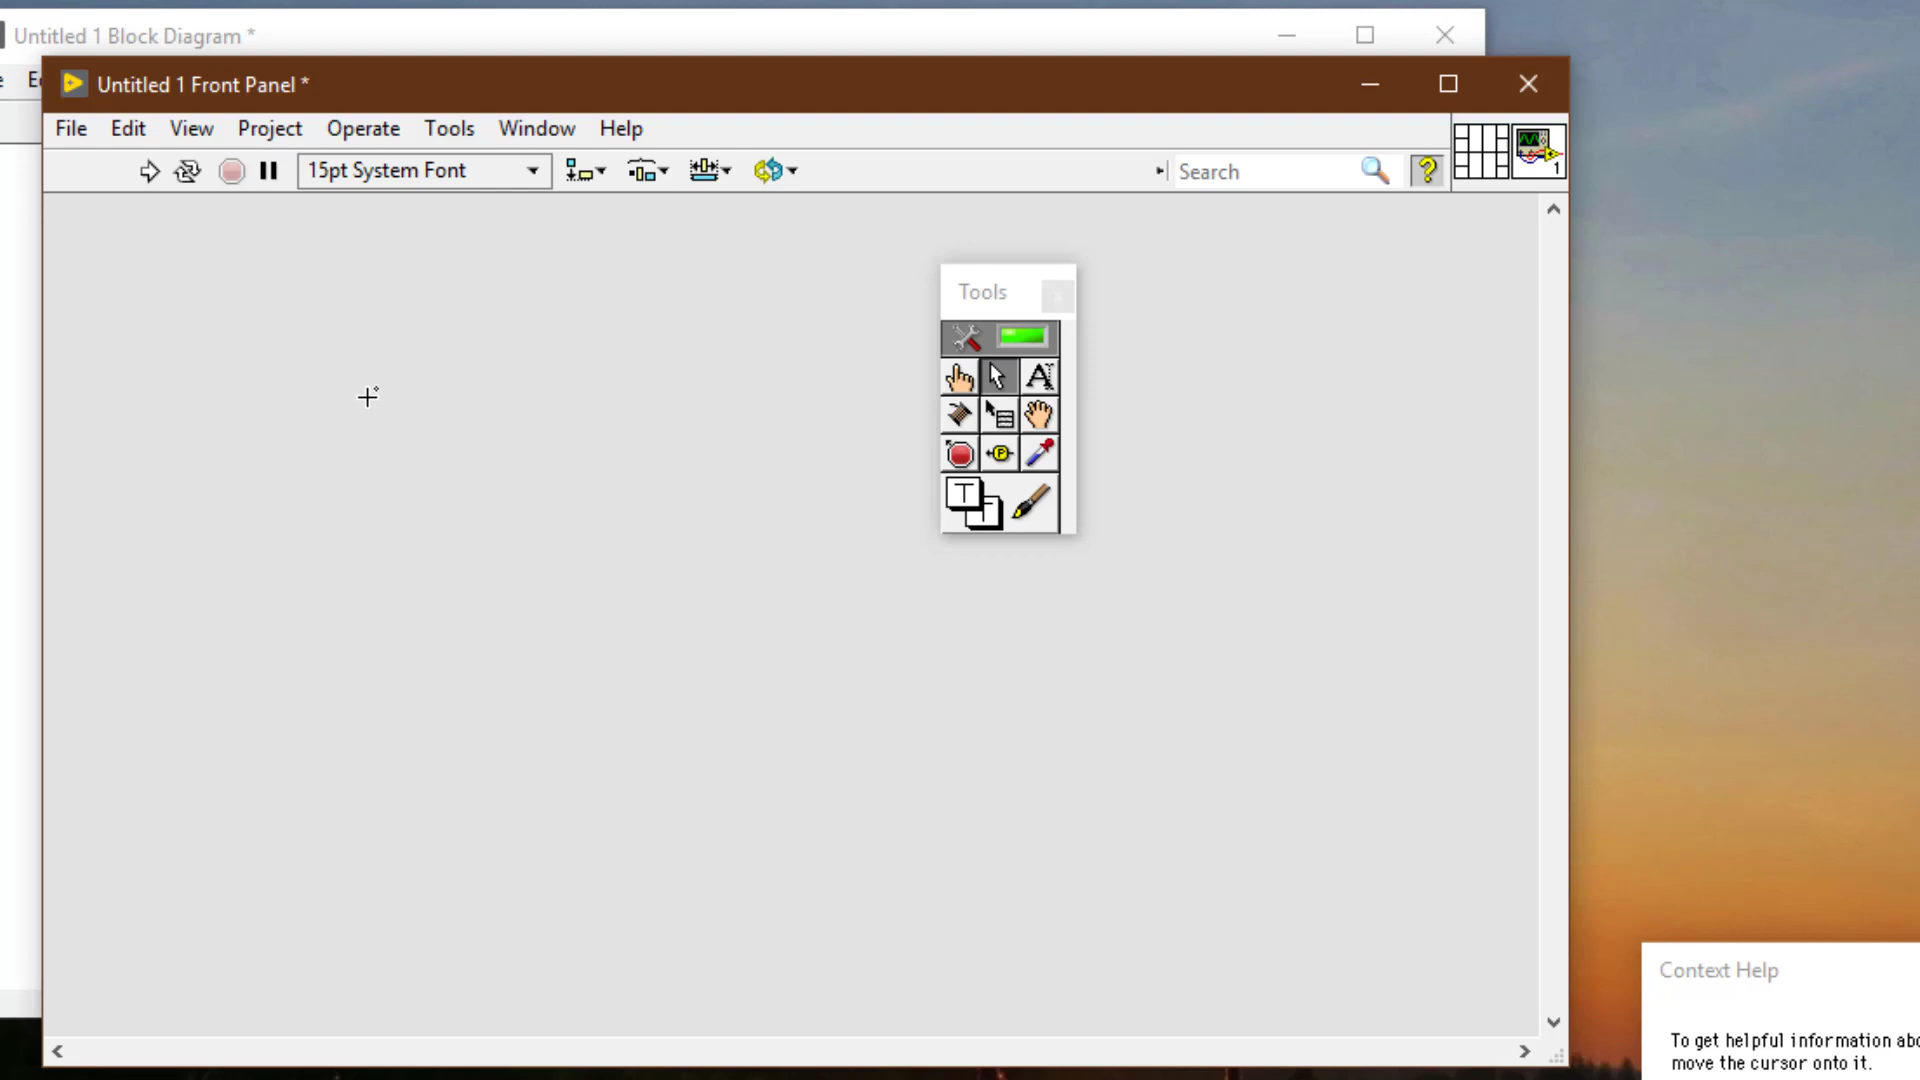 Untitled 1 Block Diagram *
Untitled 1 Front Panel *
File Edit View Project Operate Tools Window Help
15pt System Font
Search
1
Tools
Context Help
To get helpful information
move the cursor onto it.